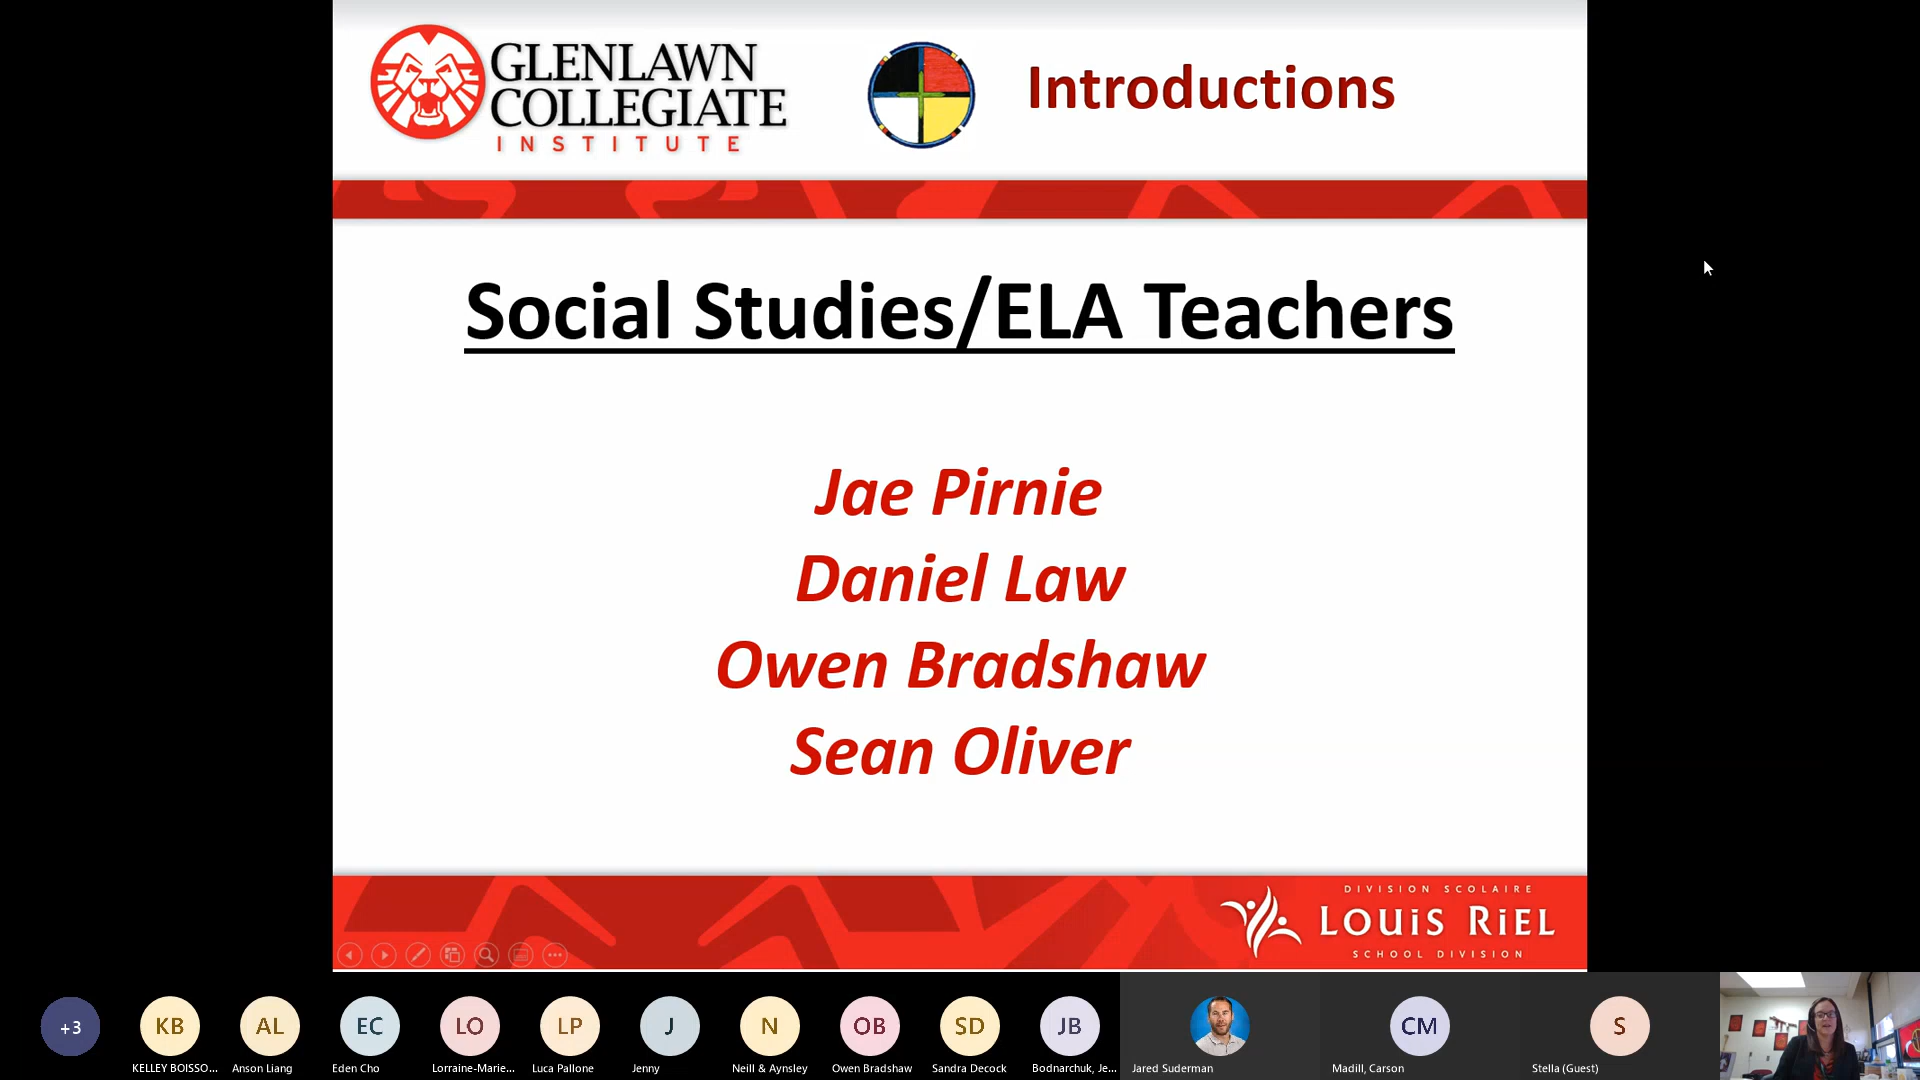 GLENLAWN
COLLEGIATE
INSTITUTE
Introductions
Social Studies/ELA Teachers
Jae Pirnie
Daniel Law
Owen Bradshaw
Sean Oliver
DIVISION SCOLAIRE
LOUiS RiEL
SCHOOL DIVISION
+3
KB
AL
EC
LO
LP
J
N
OB
SD
JB
CM
S
KELLEY BOISSO...
Anson Liang
Eden Cho
Lorraine-Marie...
Luca Pallone
Jenny
Neill & Aynsley
Owen Bradshaw
Sandra Decock
Bodnarchuk, Je...
Jared Suderman
Madill, Carson
Stella (Guest)